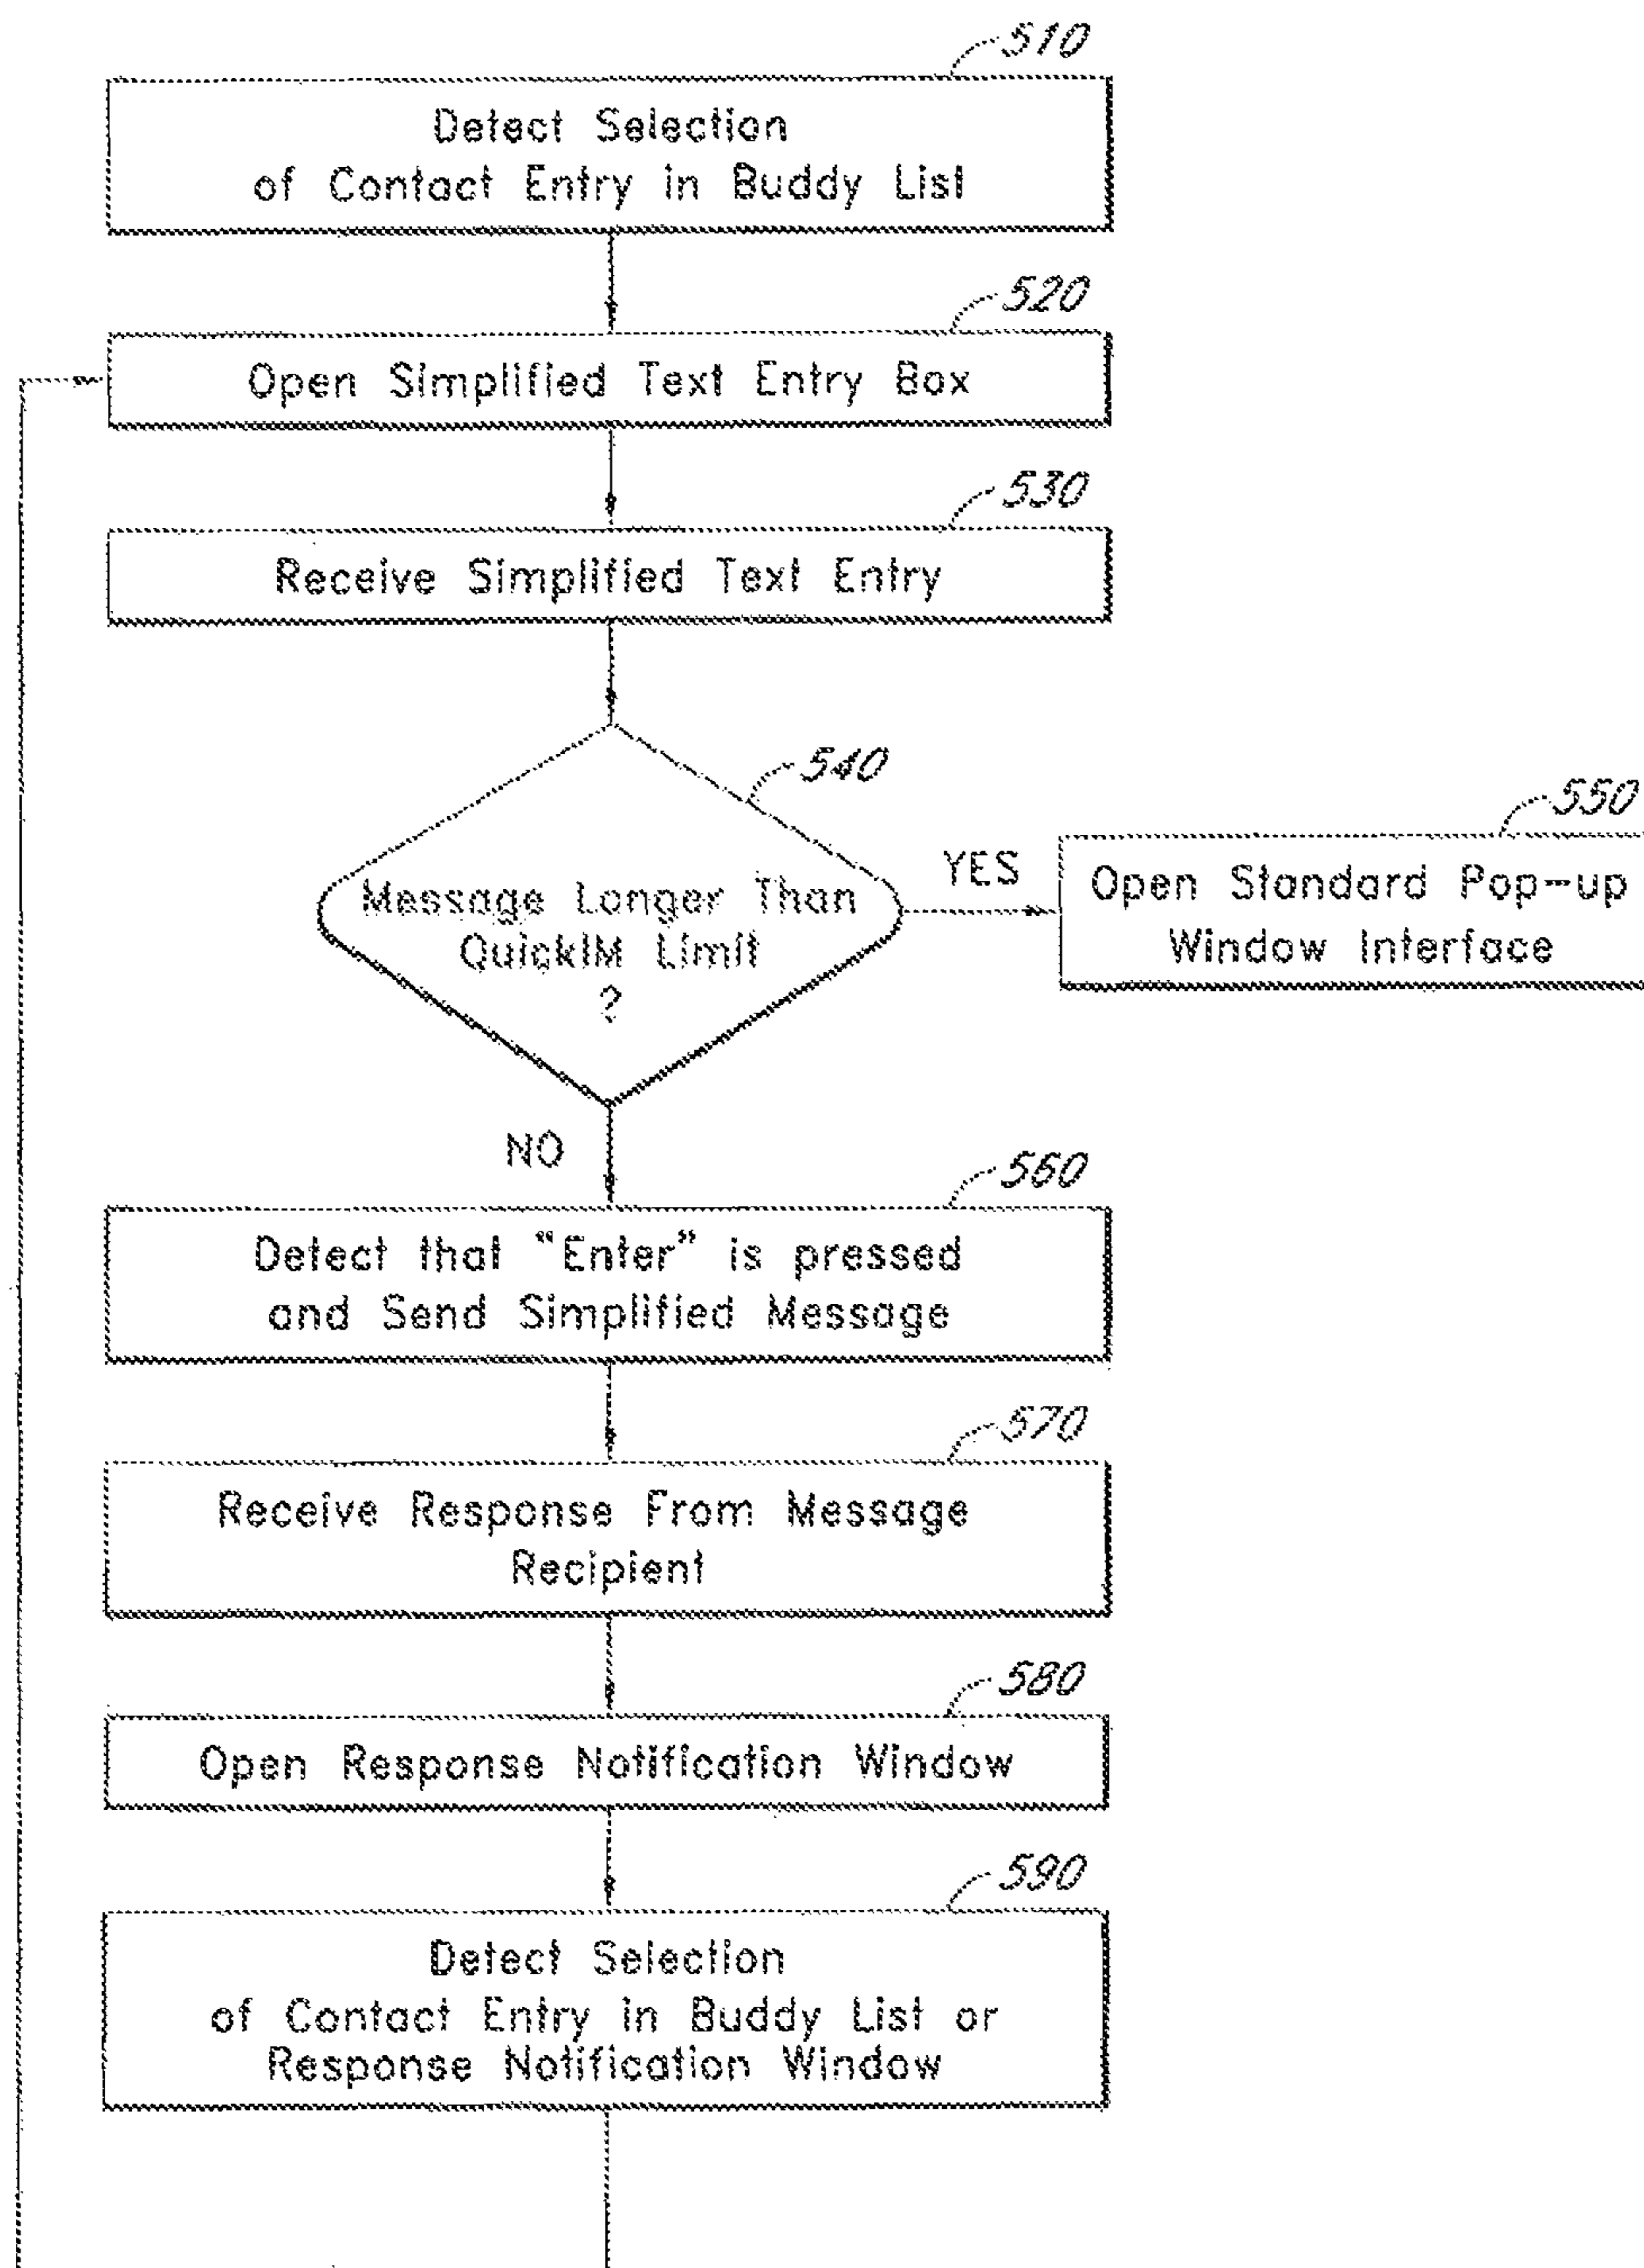 510
Detect Selection
of Contact Entry in Buddy List
520
Open Simplified Text Entry Box
530
Receive Simplified Text Entry
540
Message Longer Than
QuickIM Limit
?
YES
550
Open Standard Pop-up
Window Interface
NO
560
Detect that “Enter” is pressed
and Send Simplified Message
570
Receive Response From Message
Recipient
580
Open Response Notification Window
590
Detect Selection
of Contact Entry in Buddy List or
Response Notification Window